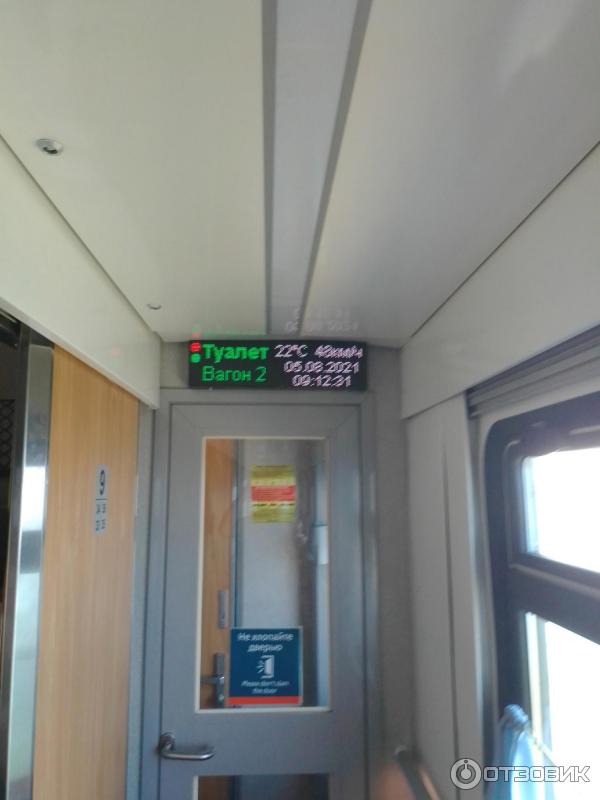 Туалет 22°C 48км/ч
Вагон 2 05.08.2021
09:12:31
9
Не хлопайте
дверью
Please don't slam
the door
ОТЗОВИК